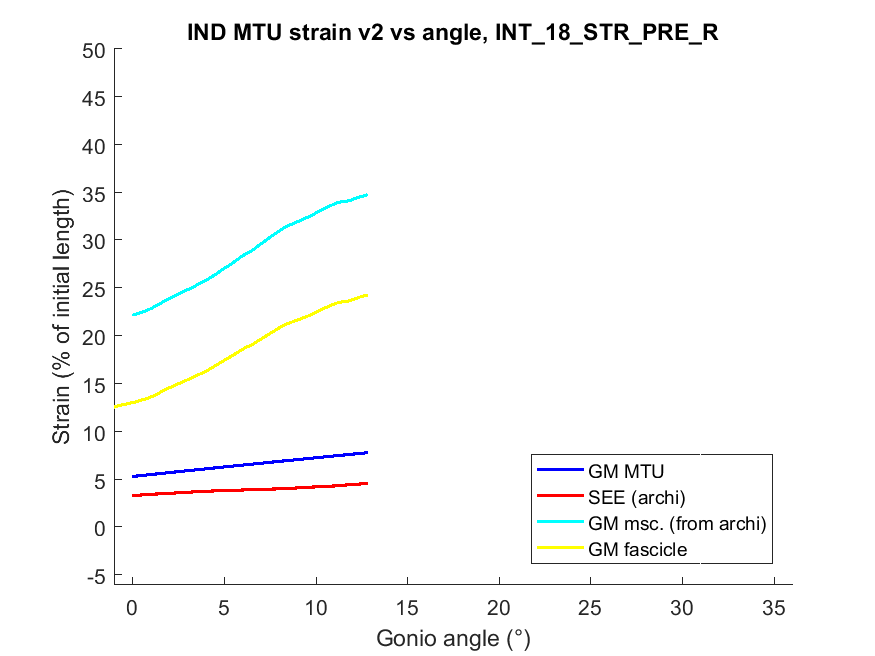 IND MTU strain v2 vs angle, INT_18_STR_PRE_R
50
45
40
35
30
25
20
15
10
5
0
-5
Strain (% of initial length)
GM MTU
SEE (archi)
GM msc. (from archi)
GM fascicle
0 5 10 15 20 25 30 35
Gonio angle (°)